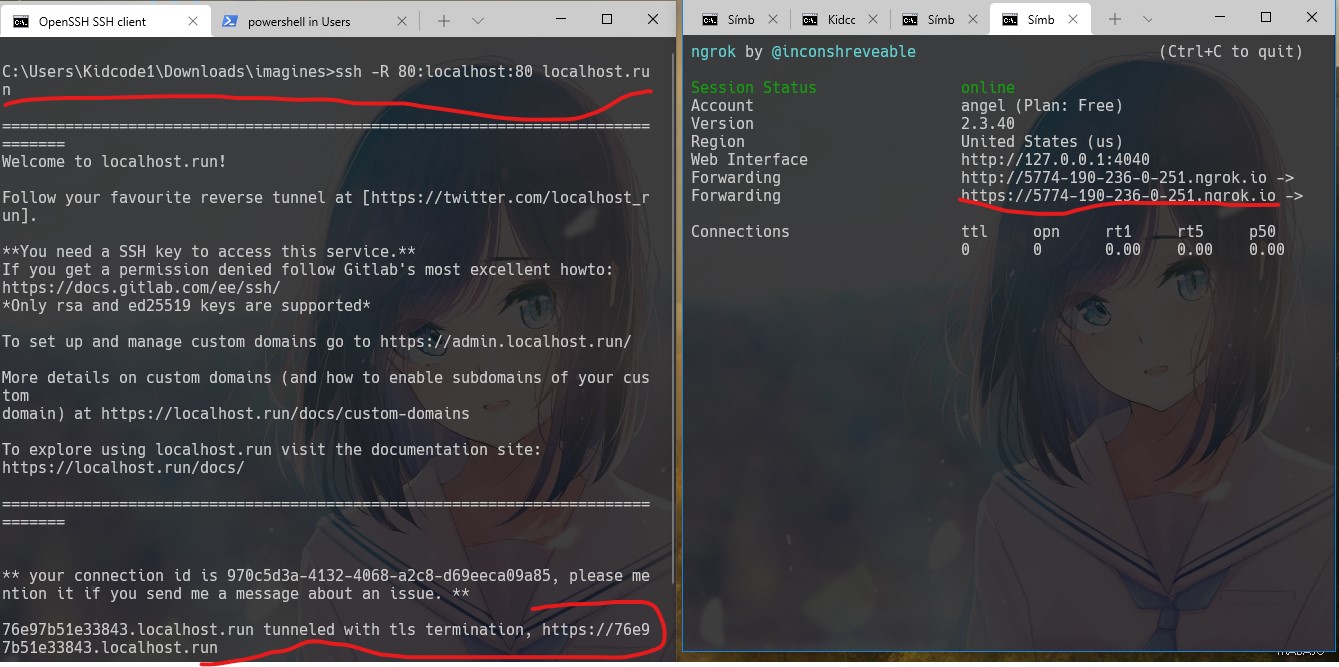 OpenSSH SSH client
powershell in Users
C:\Users\Kidcode1\Downloads\imagines>ssh -R 80:localhost:80 localhost.ru
n
========================================================================
=======
Welcome to localhost.run!
Follow your favourite reverse tunnel at [https://twitter.com/localhost_r
un].
**You need a SSH key to access this service.**
If you get a permission denied follow Gitlab's most excellent howto:
https://docs.gitlab.com/ee/ssh/
*Only rsa and ed25519 keys are supported*
To set up and manage custom domains go to https://admin.localhost.run/
More details on custom domains (and how to enable subdomains of your cus
tom
domain) at https://localhost.run/docs/custom-domains
To explore using localhost.run visit the documentation site:
https://localhost.run/docs/
========================================================================
=======
** your connection id is 970c5d3a-4132-4068-a2c8-d69eeca09a85, please me
ntion it if you send me a message about an issue. **
76e97b51e33843.localhost.run tunneled with tls termination, https://76e9
7b51e33843.localhost.run
Símb
Kidcc
Símb
Símb
ngrok by @inconshreveable (Ctrl+C to quit)
Session Status online
Account angel (Plan: Free)
Version 2.3.40
Region United States (us)
Web Interface http://127.0.0.1:4040
Forwarding http://5774-190-236-0-251.ngrok.io ->
Forwarding https://5774-190-236-0-251.ngrok.io ->
Connections ttl opn rt1 rt5 p50
0 0 0.00 0.00 0.00